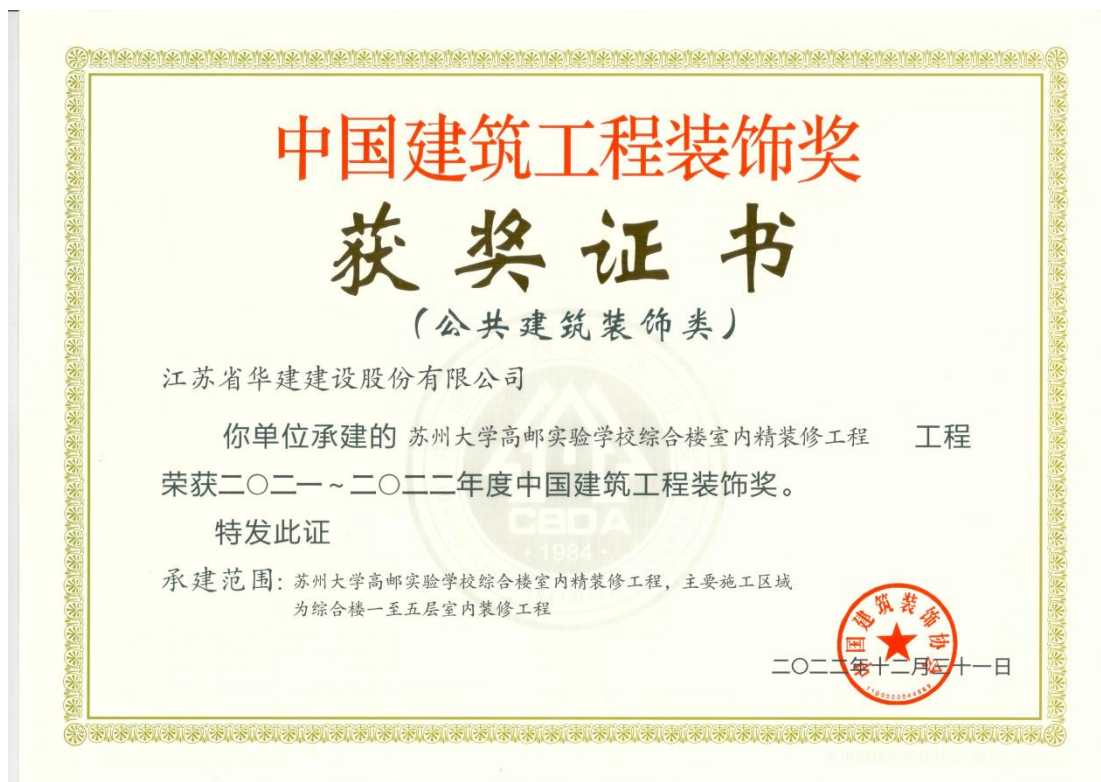 中国建筑工程装饰奖
获奖证书
(公共建筑装饰类)
江苏省华建建设股份有限公司
你单位承建的 苏州大学高邮实验学校综合楼室内精装修工程 工程
荣获二〇二一~二〇二二年度中国建筑工程装饰奖。
特发此证
CBDA
·1984·
承建范围: 苏州大学高邮实验学校综合楼室内精装修工程，主要施工区域
为综合楼一至五层室内装修工程
中国建筑装饰协会
二〇二二年十二月三十一日